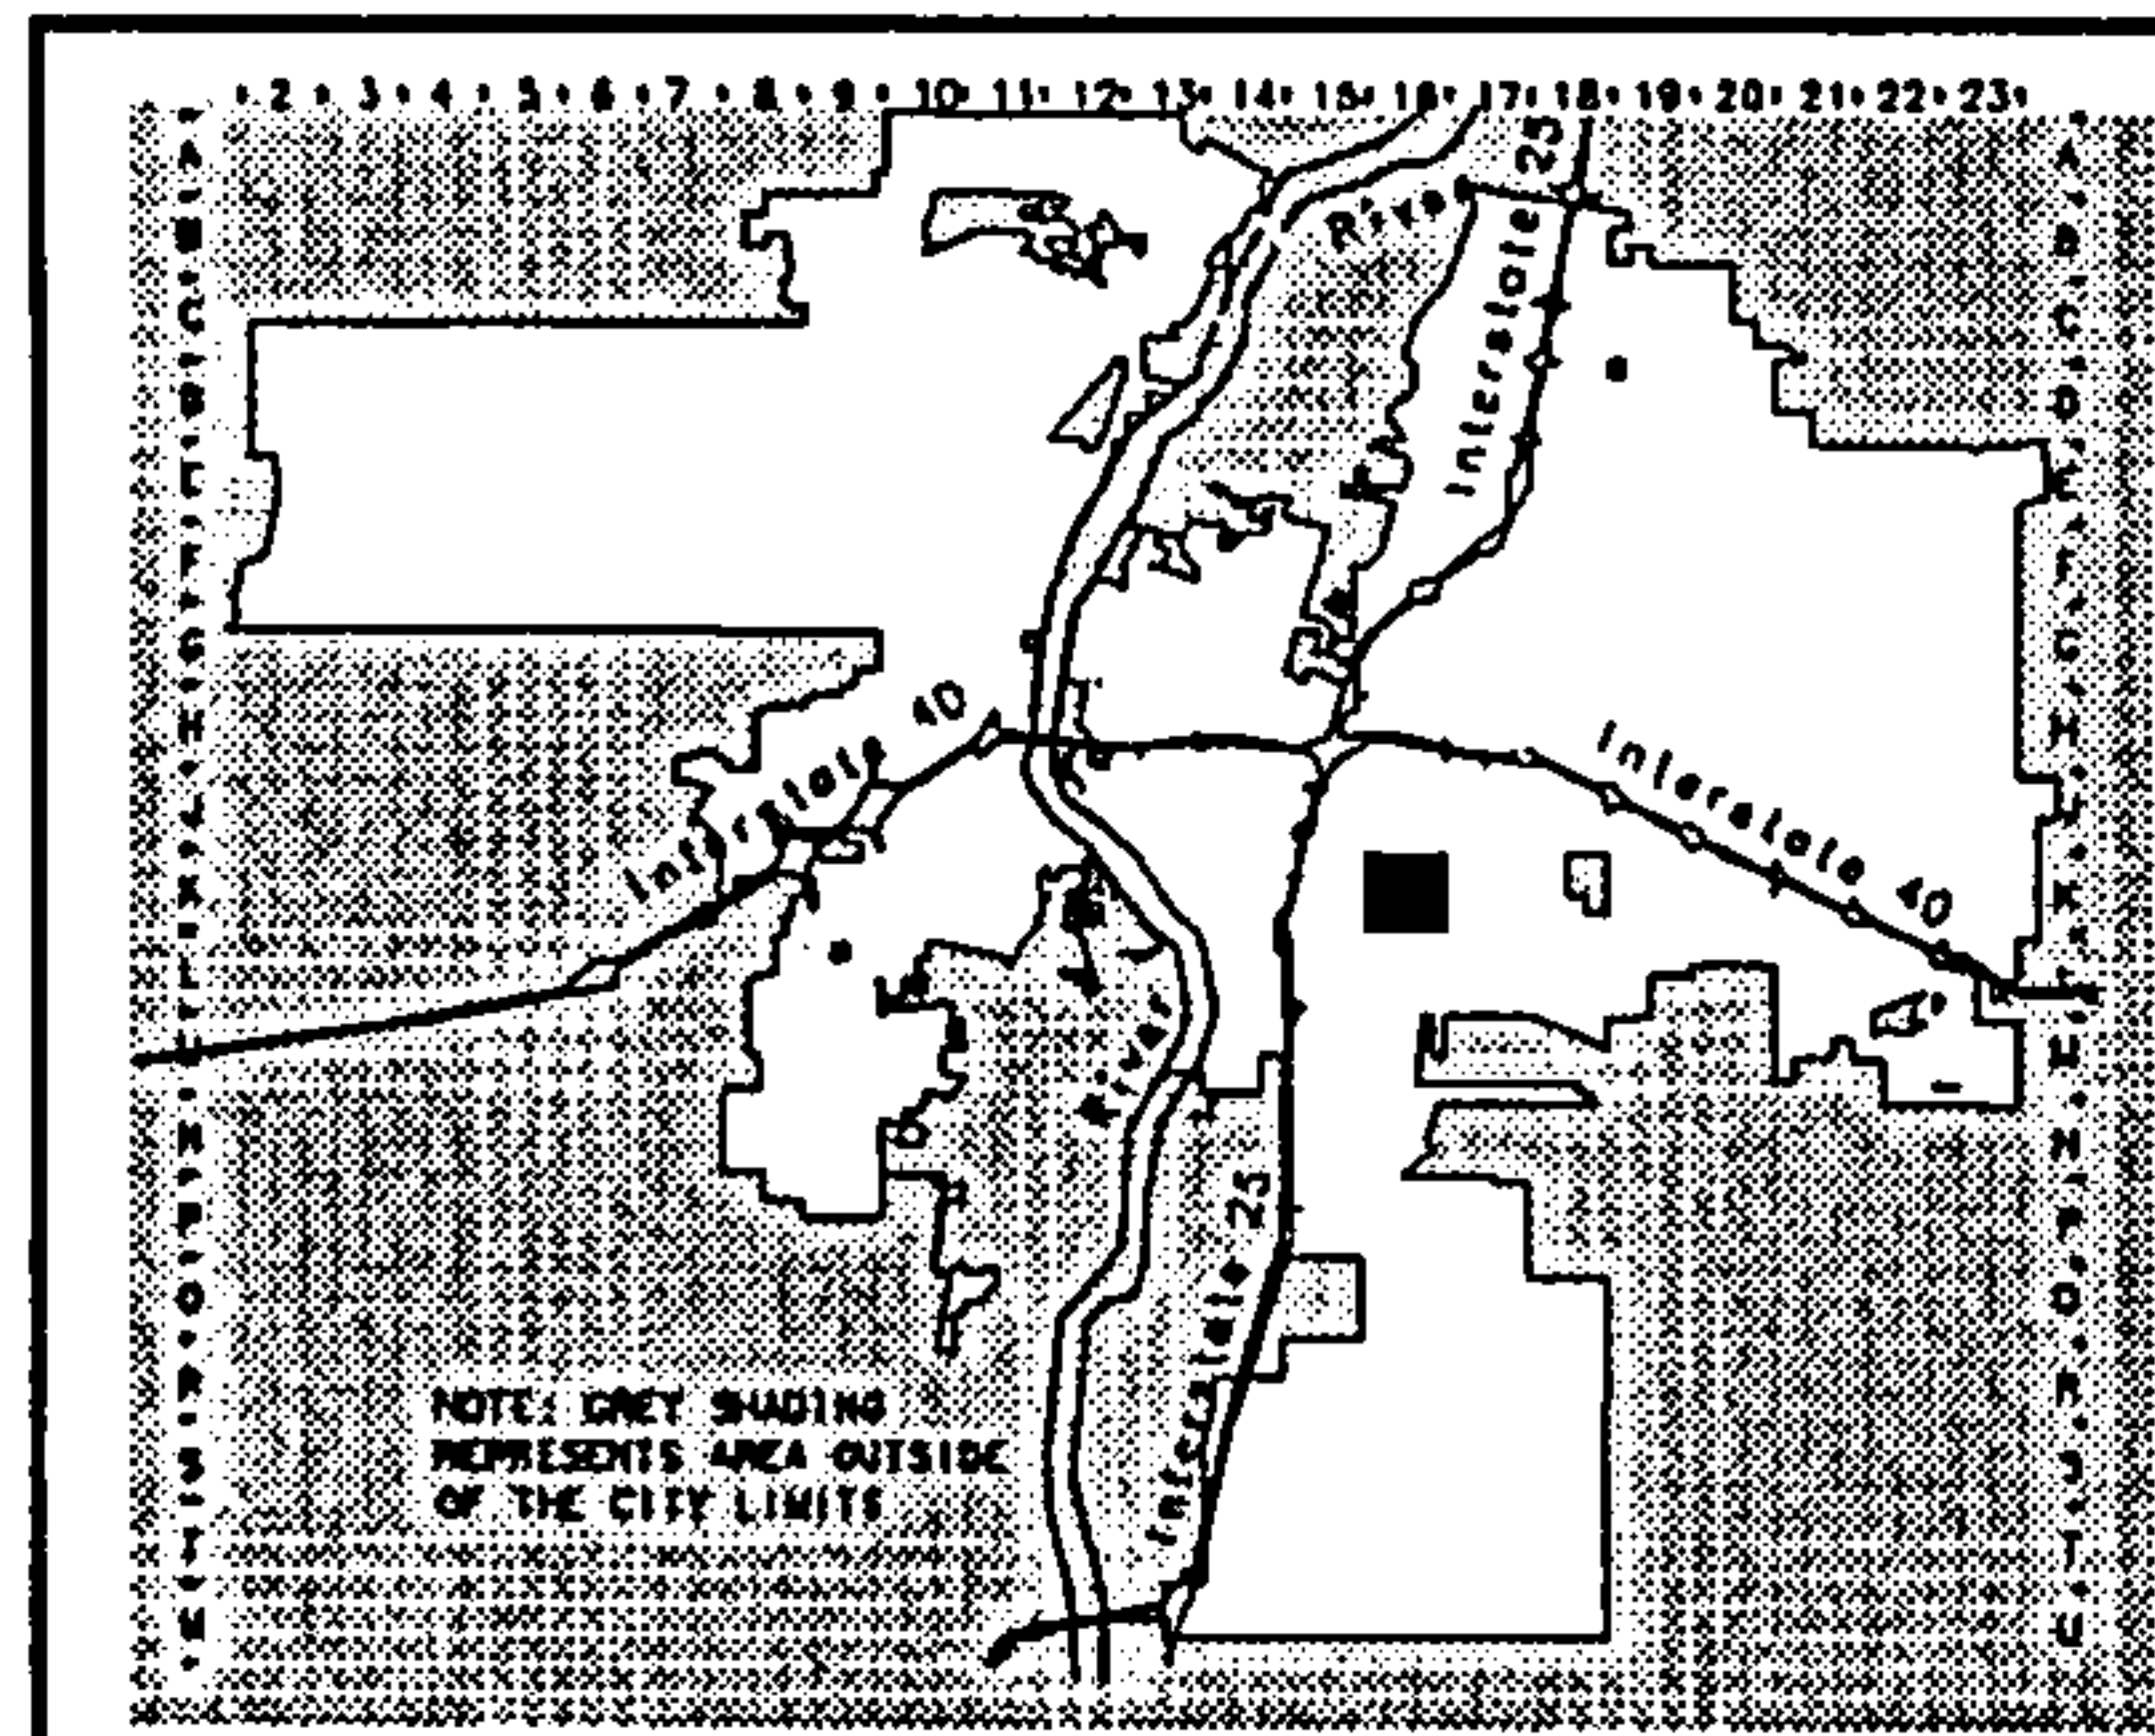 2 3 4 5 6 7 8 9 10 11 12 13 14 15 16 17 18 19 20 21 22 23
A A
B B
C C
D D
E E
F F
G G
H H
J J
K K
L L
M M
N N
P P
Q Q
R R
S S
T T
U U
River
Interstate 25
Interstate 40
Interstate 40
River
Interstate 25
NOTE: GREY SHADING
REPRESENTS AREA OUTSIDE
OF THE CITY LIMITS